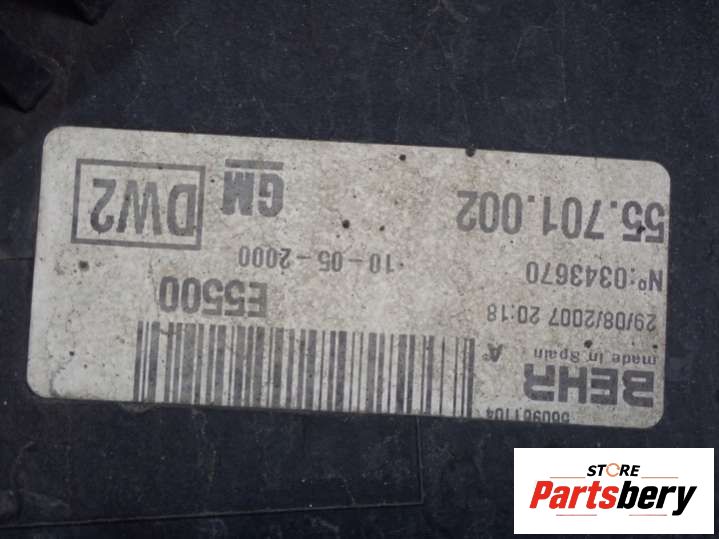 560961104
BEHR
made in Spain A°
29/08/2007 20:18
Nº:0343670
E5500
10-05-2000
55.701.002
GM
DW2
STORE
Partsbery